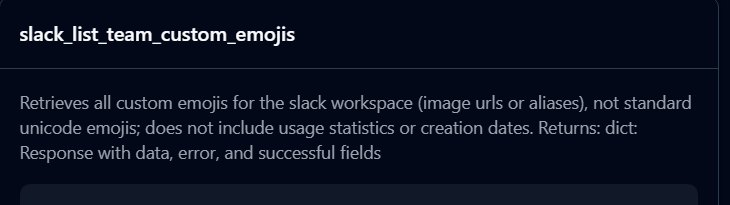 slack_list_team_custom_emojis
Retrieves all custom emojis for the slack workspace (image urls or aliases), not standard
unicode emojis; does not include usage statistics or creation dates. Returns: dict:
Response with data, error, and successful fields